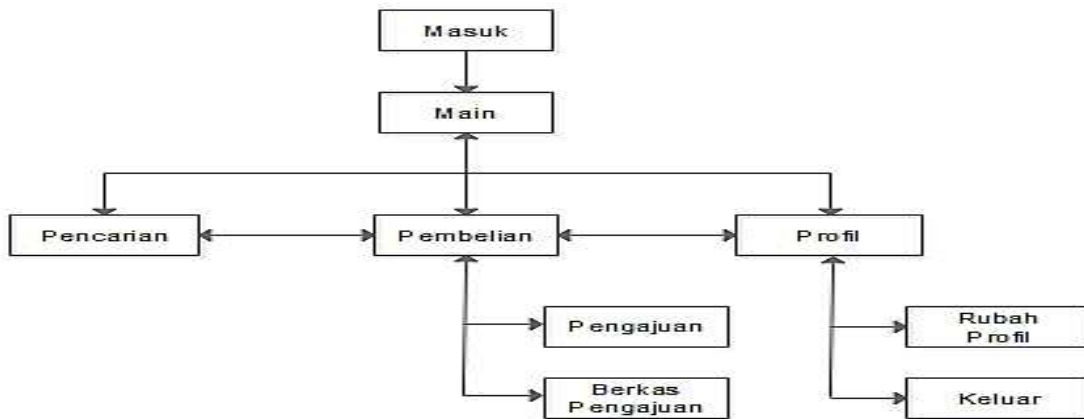 Masuk
Main
Pencarian
Pembelian
Profil
Pengajuan
Rubah
Profil
Berkas
Pengajuan
Keluar